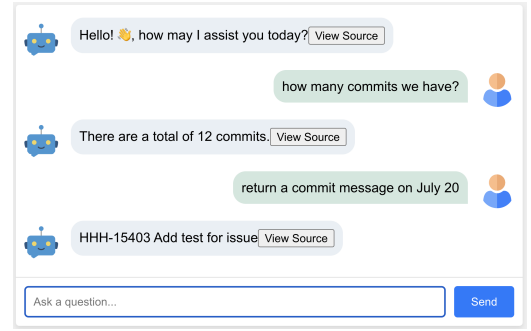 Hello! 👋, how may I assist you today? View Source
how many commits we have?
There are a total of 12 commits. View Source
return a commit message on July 20
HHH-15403 Add test for issue View Source
Ask a question...
Send